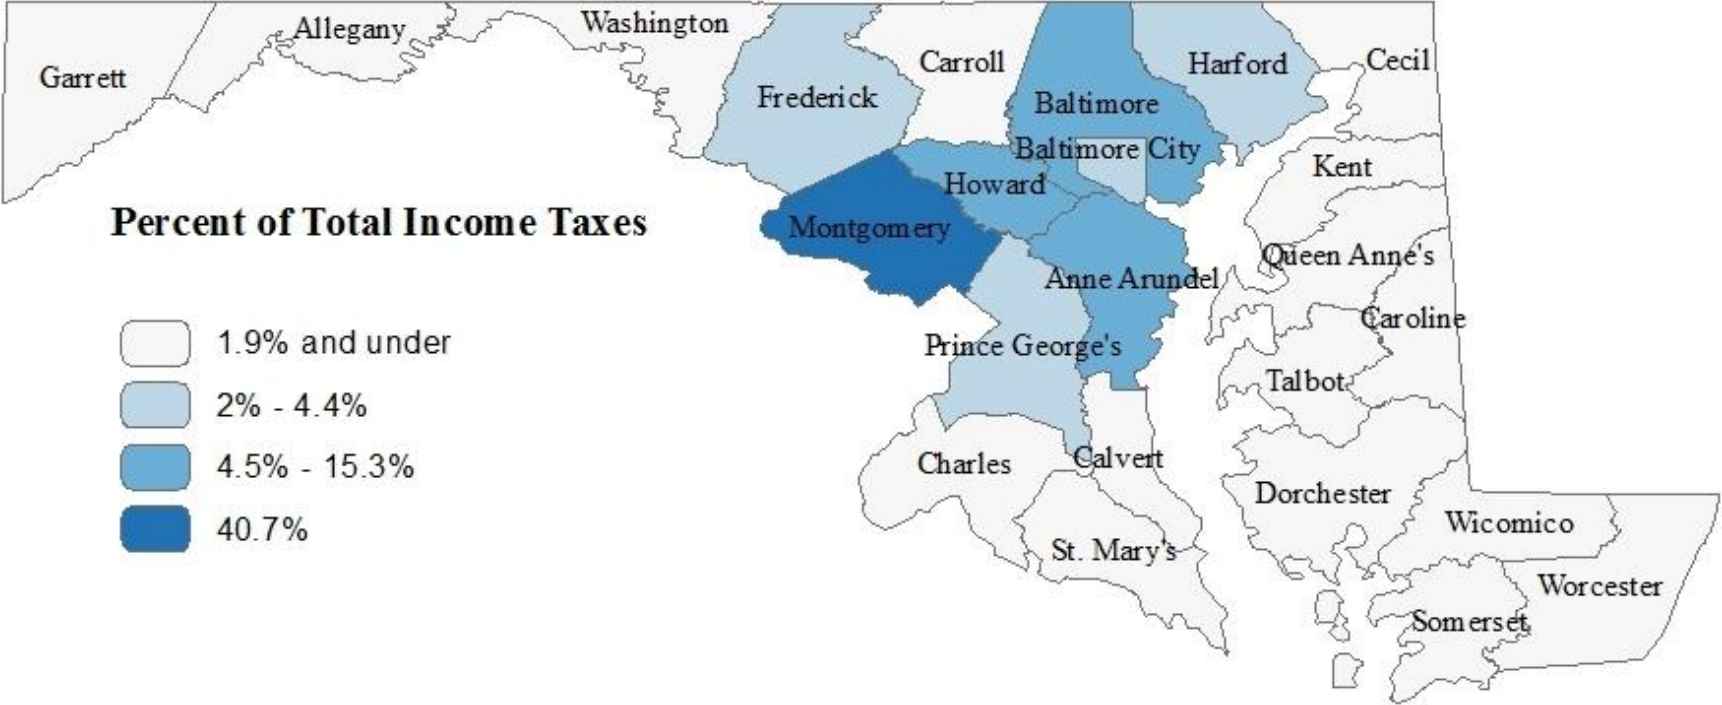 Allegany
Washington
Garrett
Carroll
Harford
Cecil
Frederick
Baltimore
Baltimore City
Kent
Howard
Montgomery
Queen Anne's
Anne Arundel
Caroline
Prince George's
Talbot
Charles
Calvert
Dorchester
Wicomico
St. Mary's
Worcester
Somerset
Percent of Total Income Taxes
1.9% and under
2% - 4.4%
4.5% - 15.3%
40.7%